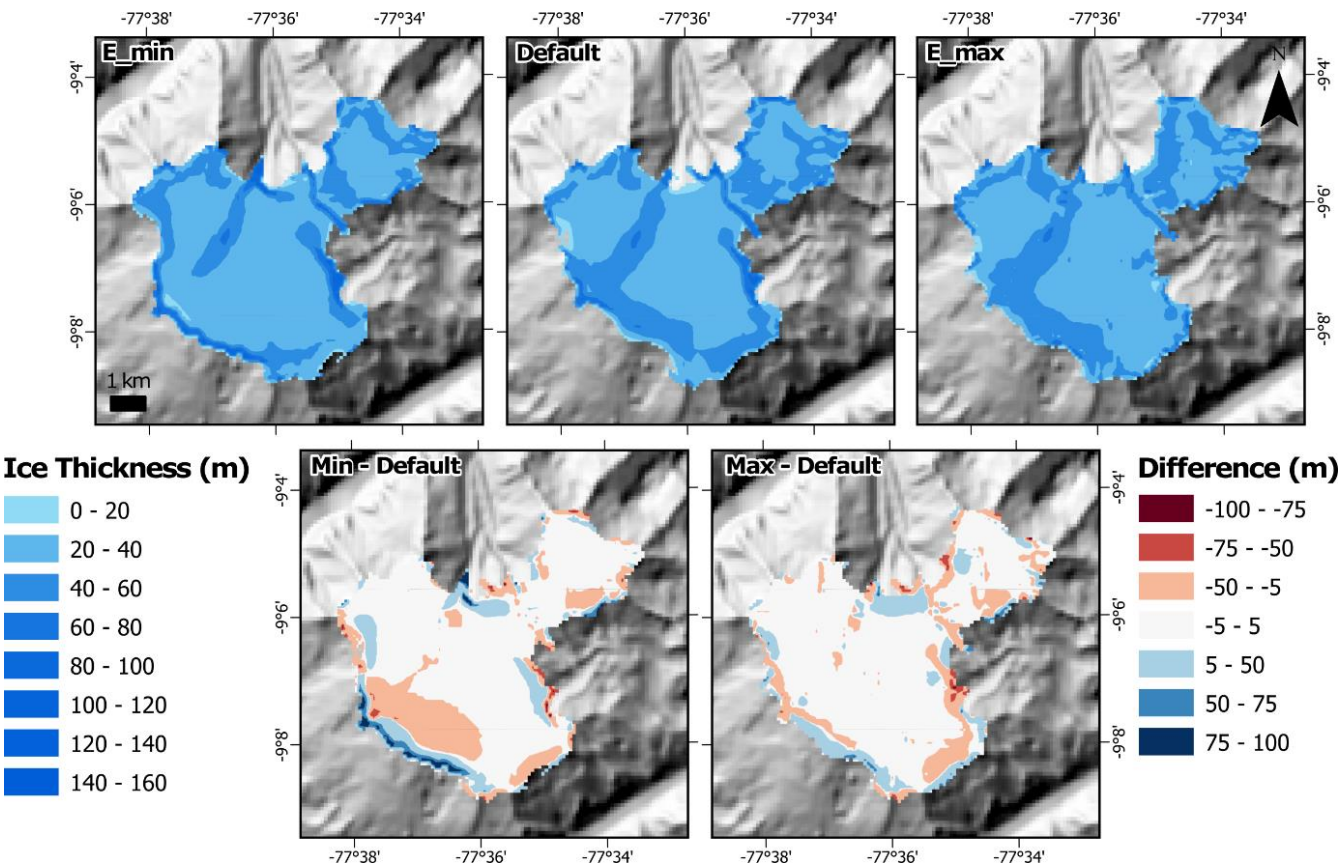 -77°38' -77°36' -77°34' -77°38' -77°36' -77°34' -77°38' -77°36' -77°34'
E_min Default E_max
N
-9°4' -9°4'
-9°6' -9°6'
-9°8' -9°8'
1 km
Ice Thickness (m)
0 - 20
20 - 40
40 - 60
60 - 80
80 - 100
100 - 120
120 - 140
140 - 160
Min - Default Max - Default
-9°4' -9°4'
-9°6' -9°6'
-9°8' -9°8'
Difference (m)
-100 - -75
-75 - -50
-50 - -5
-5 - 5
5 - 50
50 - 75
75 - 100
-77°38' -77°36' -77°34' -77°38' -77°36' -77°34'